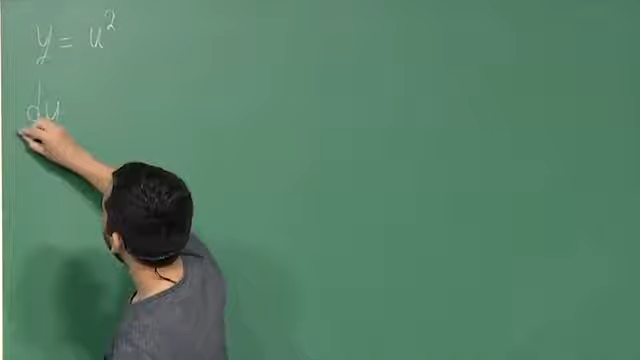 y = u²
dy